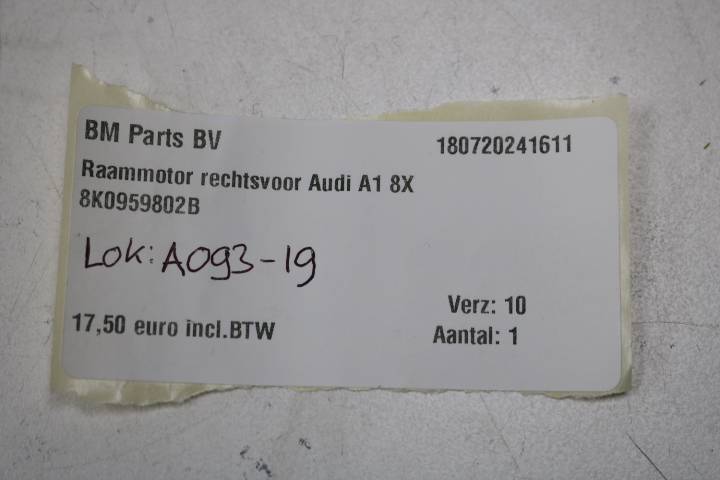 BM Parts BV
180720241611
Raammotor rechtsvoor Audi A1 8X
8K0959802B
Lok: A093-19
Verz: 10
17,50 euro incl.BTW
Aantal: 1